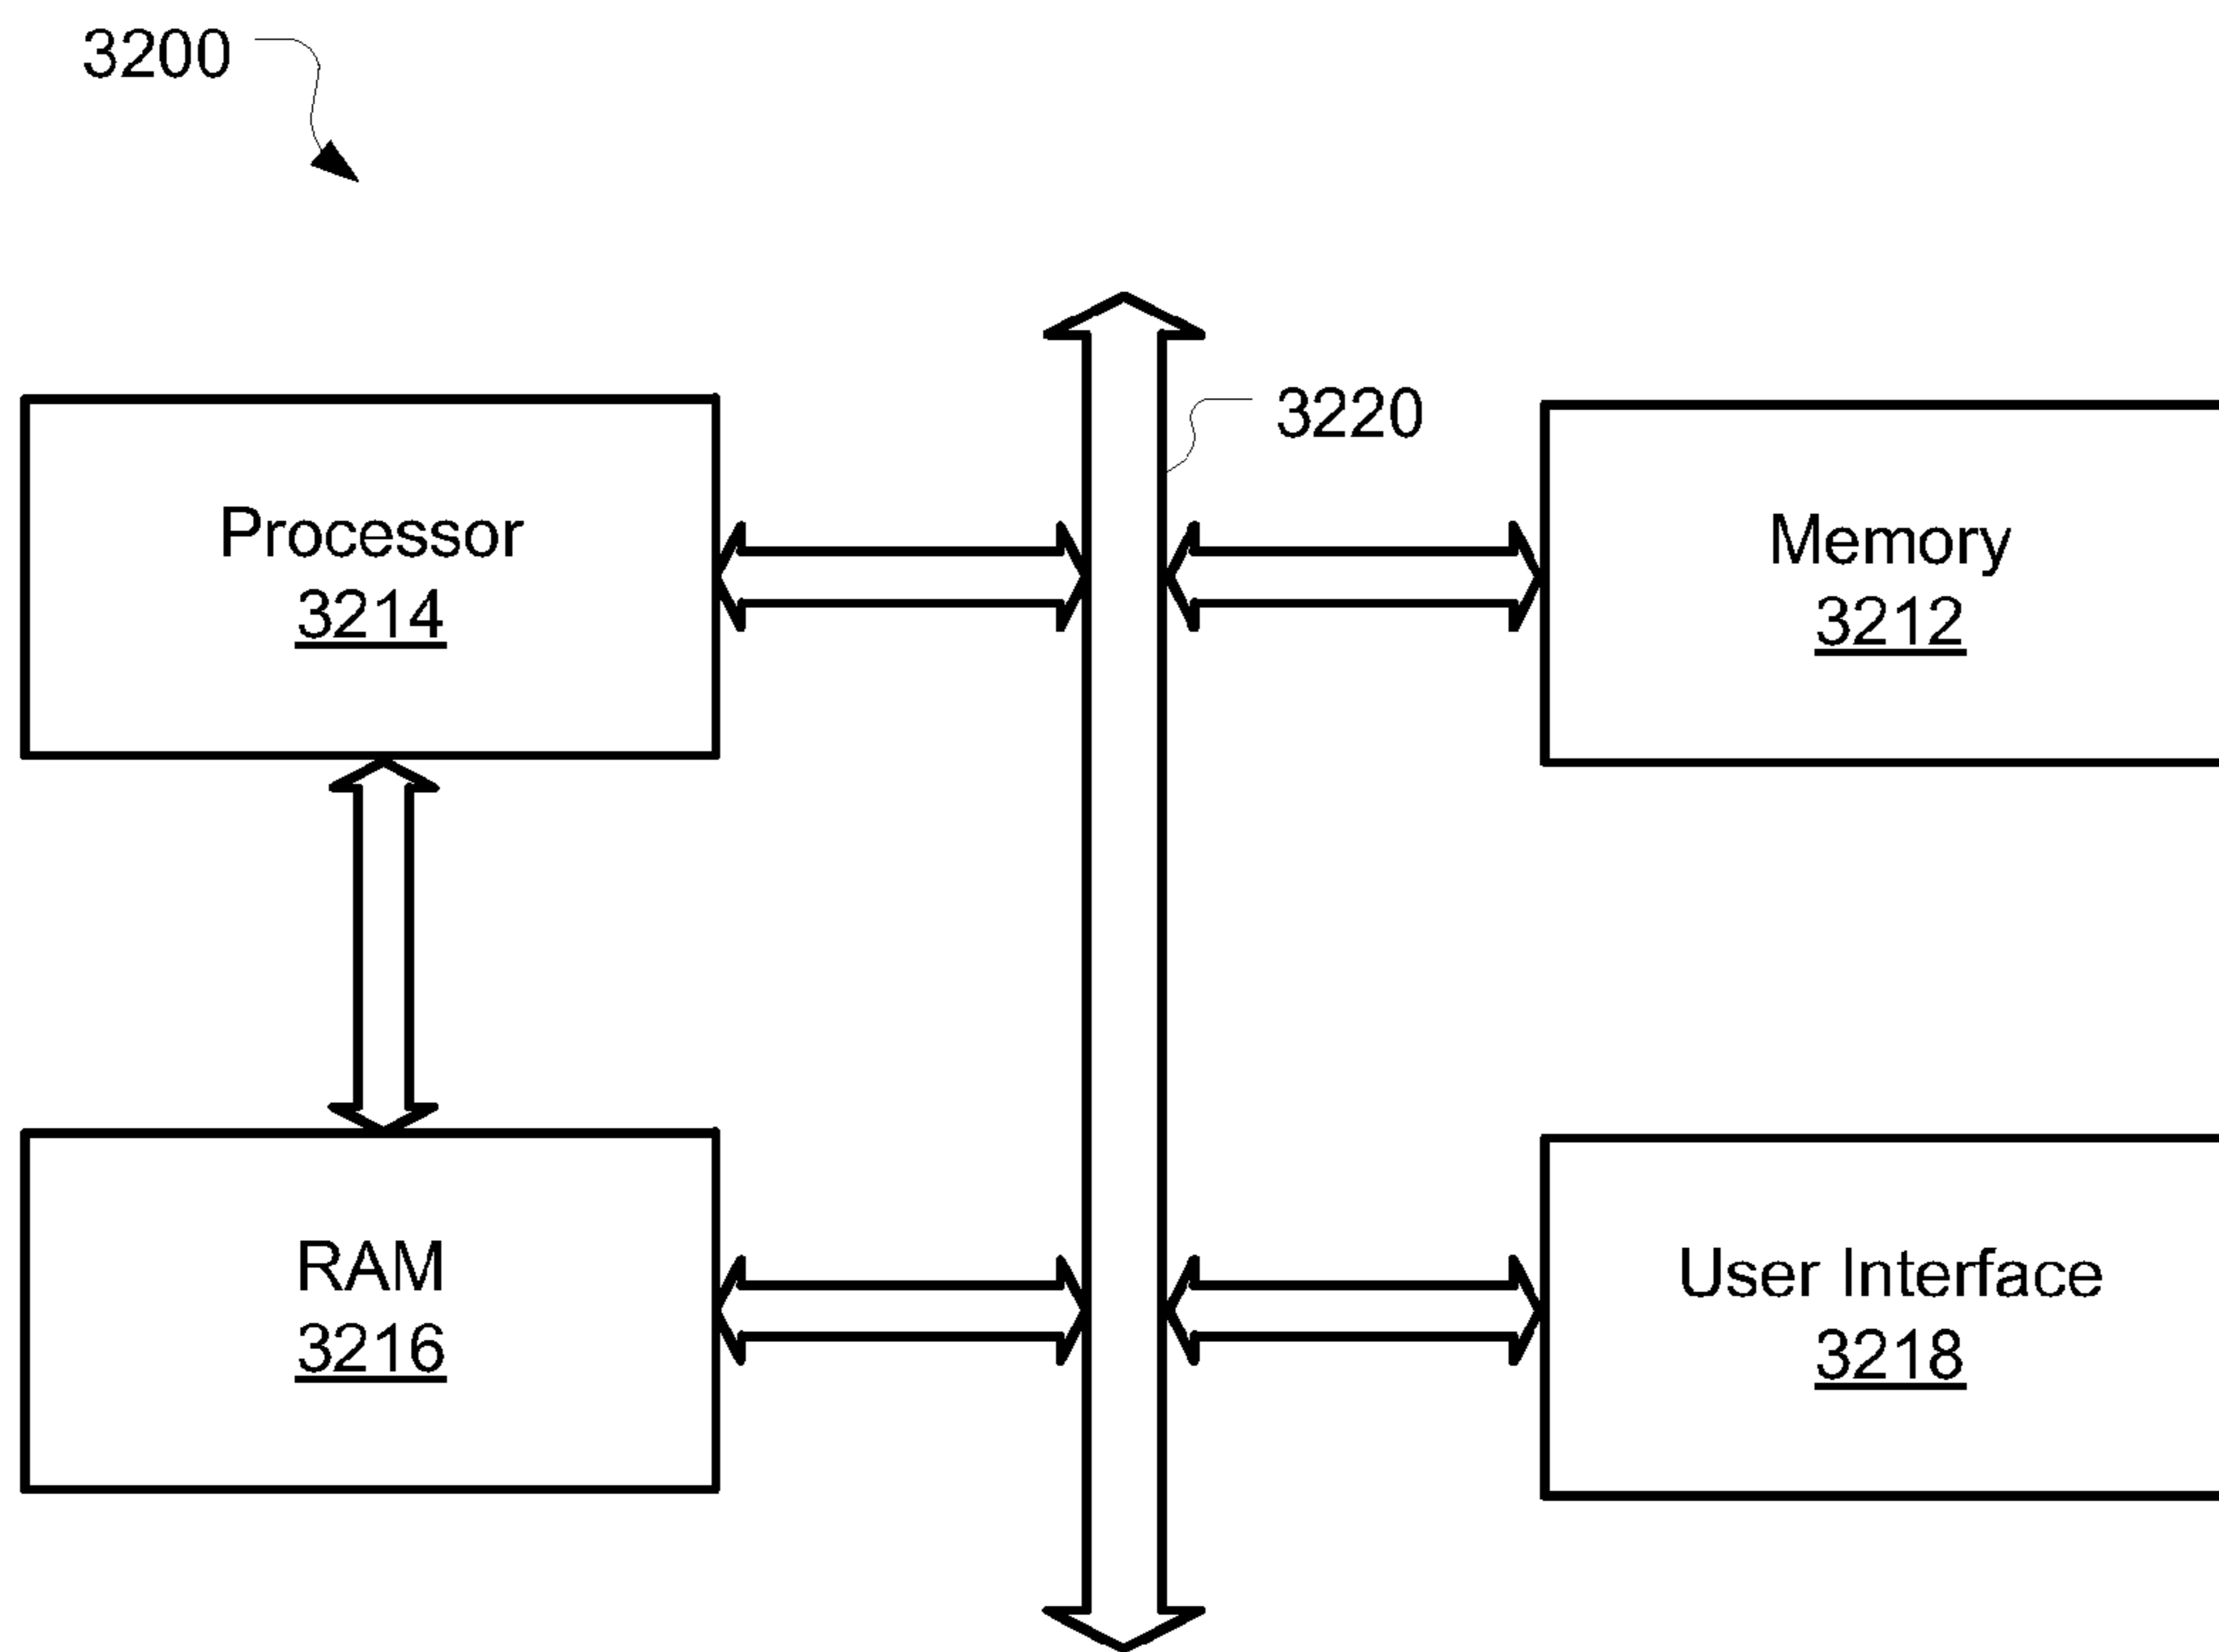 3200
3220
Processor
3214
Memory
3212
RAM
3216
User Interface
3218